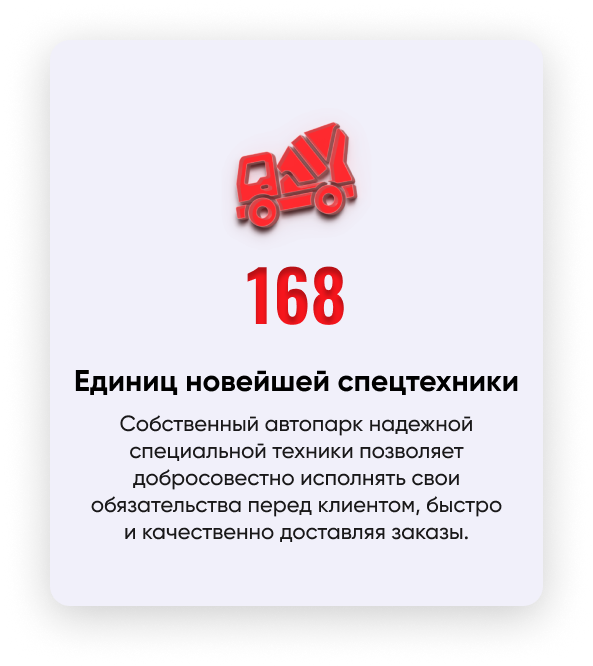 168
Единиц новейшей спецтехники
Собственный автопарк надежной
специальной техники позволяет
добросовестно исполнять свои
обязательства перед клиентом, быстро
и качественно доставляя заказы.